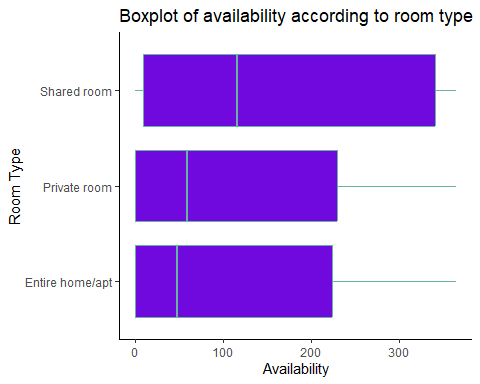 Boxplot of availability according to room type
Room Type
Shared room
Private room
Entire home/apt
0 100 200 300
Availability